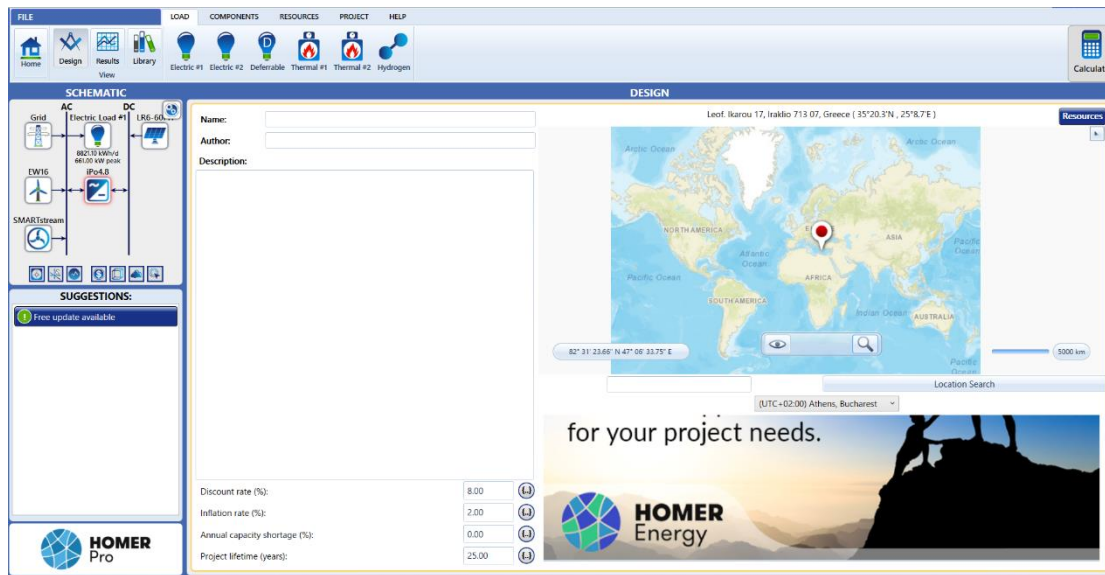 FILE
LOAD COMPONENTS RESOURCES PROJECT HELP
Home
Design
Results
Library
View
Electric #1
Electric #2
Deferrable
Thermal #1
Thermal #2
Hydrogen
SCHEMATIC
DESIGN
AC DC
Grid
Electric Load #1
8821.10 kWh/d
661.00 kW peak
EW16
iPo4.8
SMARTstream
SUGGESTIONS:
Free update available
HOMER
Pro
Name:
Author:
Description:
Discount rate (%): 8.00
Inflation rate (%): 2.00
Annual capacity shortage (%): 0.00
Project lifetime (years): 25.00
Leof. Ikarou 17, Iraklio 713 07, Greece ( 35°20.3'N , 25°8.7'E )
Resources
Arctic Ocean
Arctic Ocean
NORTH AMERICA
ASIA
Atlantic
Ocean
Pacific
Ocean
Pacific Ocean
AFRICA
SOUTH AMERICA
Indian Ocean
AUSTRALIA
Pacific
Ocean
82° 31' 23.66" N 47° 06' 33.75" E
5000 km
Location Search
(UTC+02:00) Athens, Bucharest
for your project needs.
HOMER
Energy